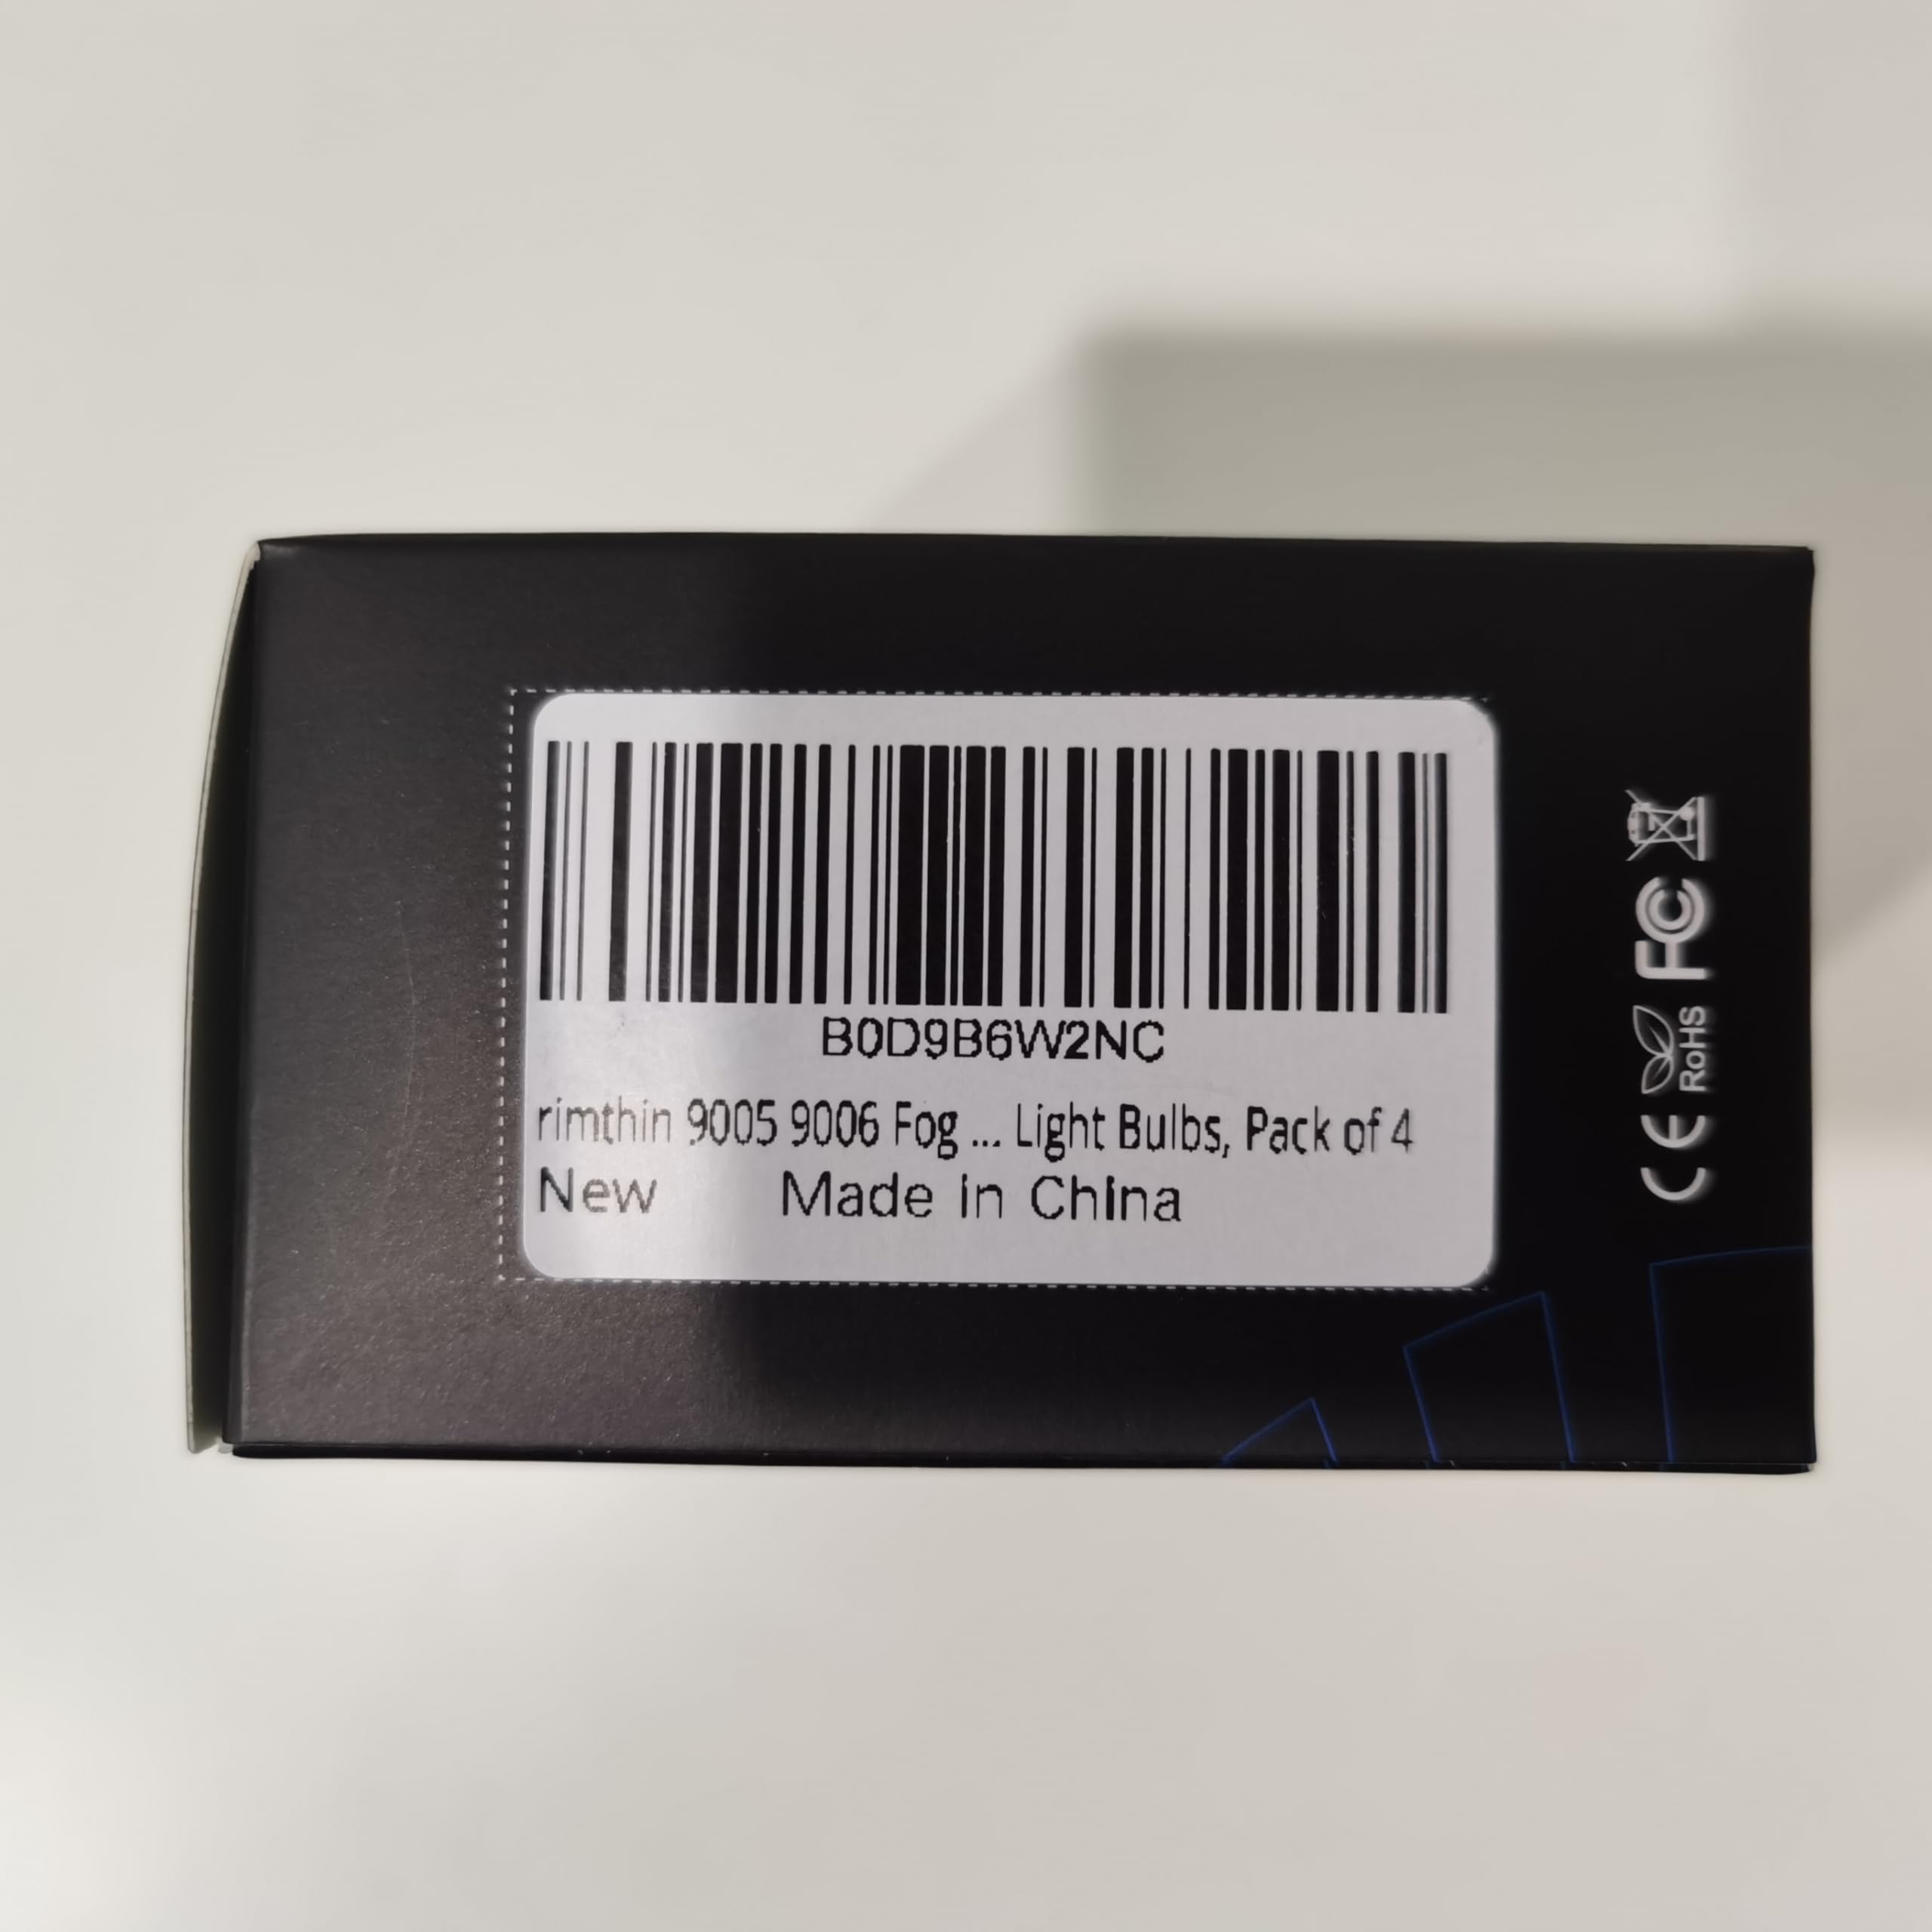 B0D9B6W2NC
rimthin 9005 9006 Fog ... Light Bulbs, Pack of 4
New Made in China
CE RoHS FC